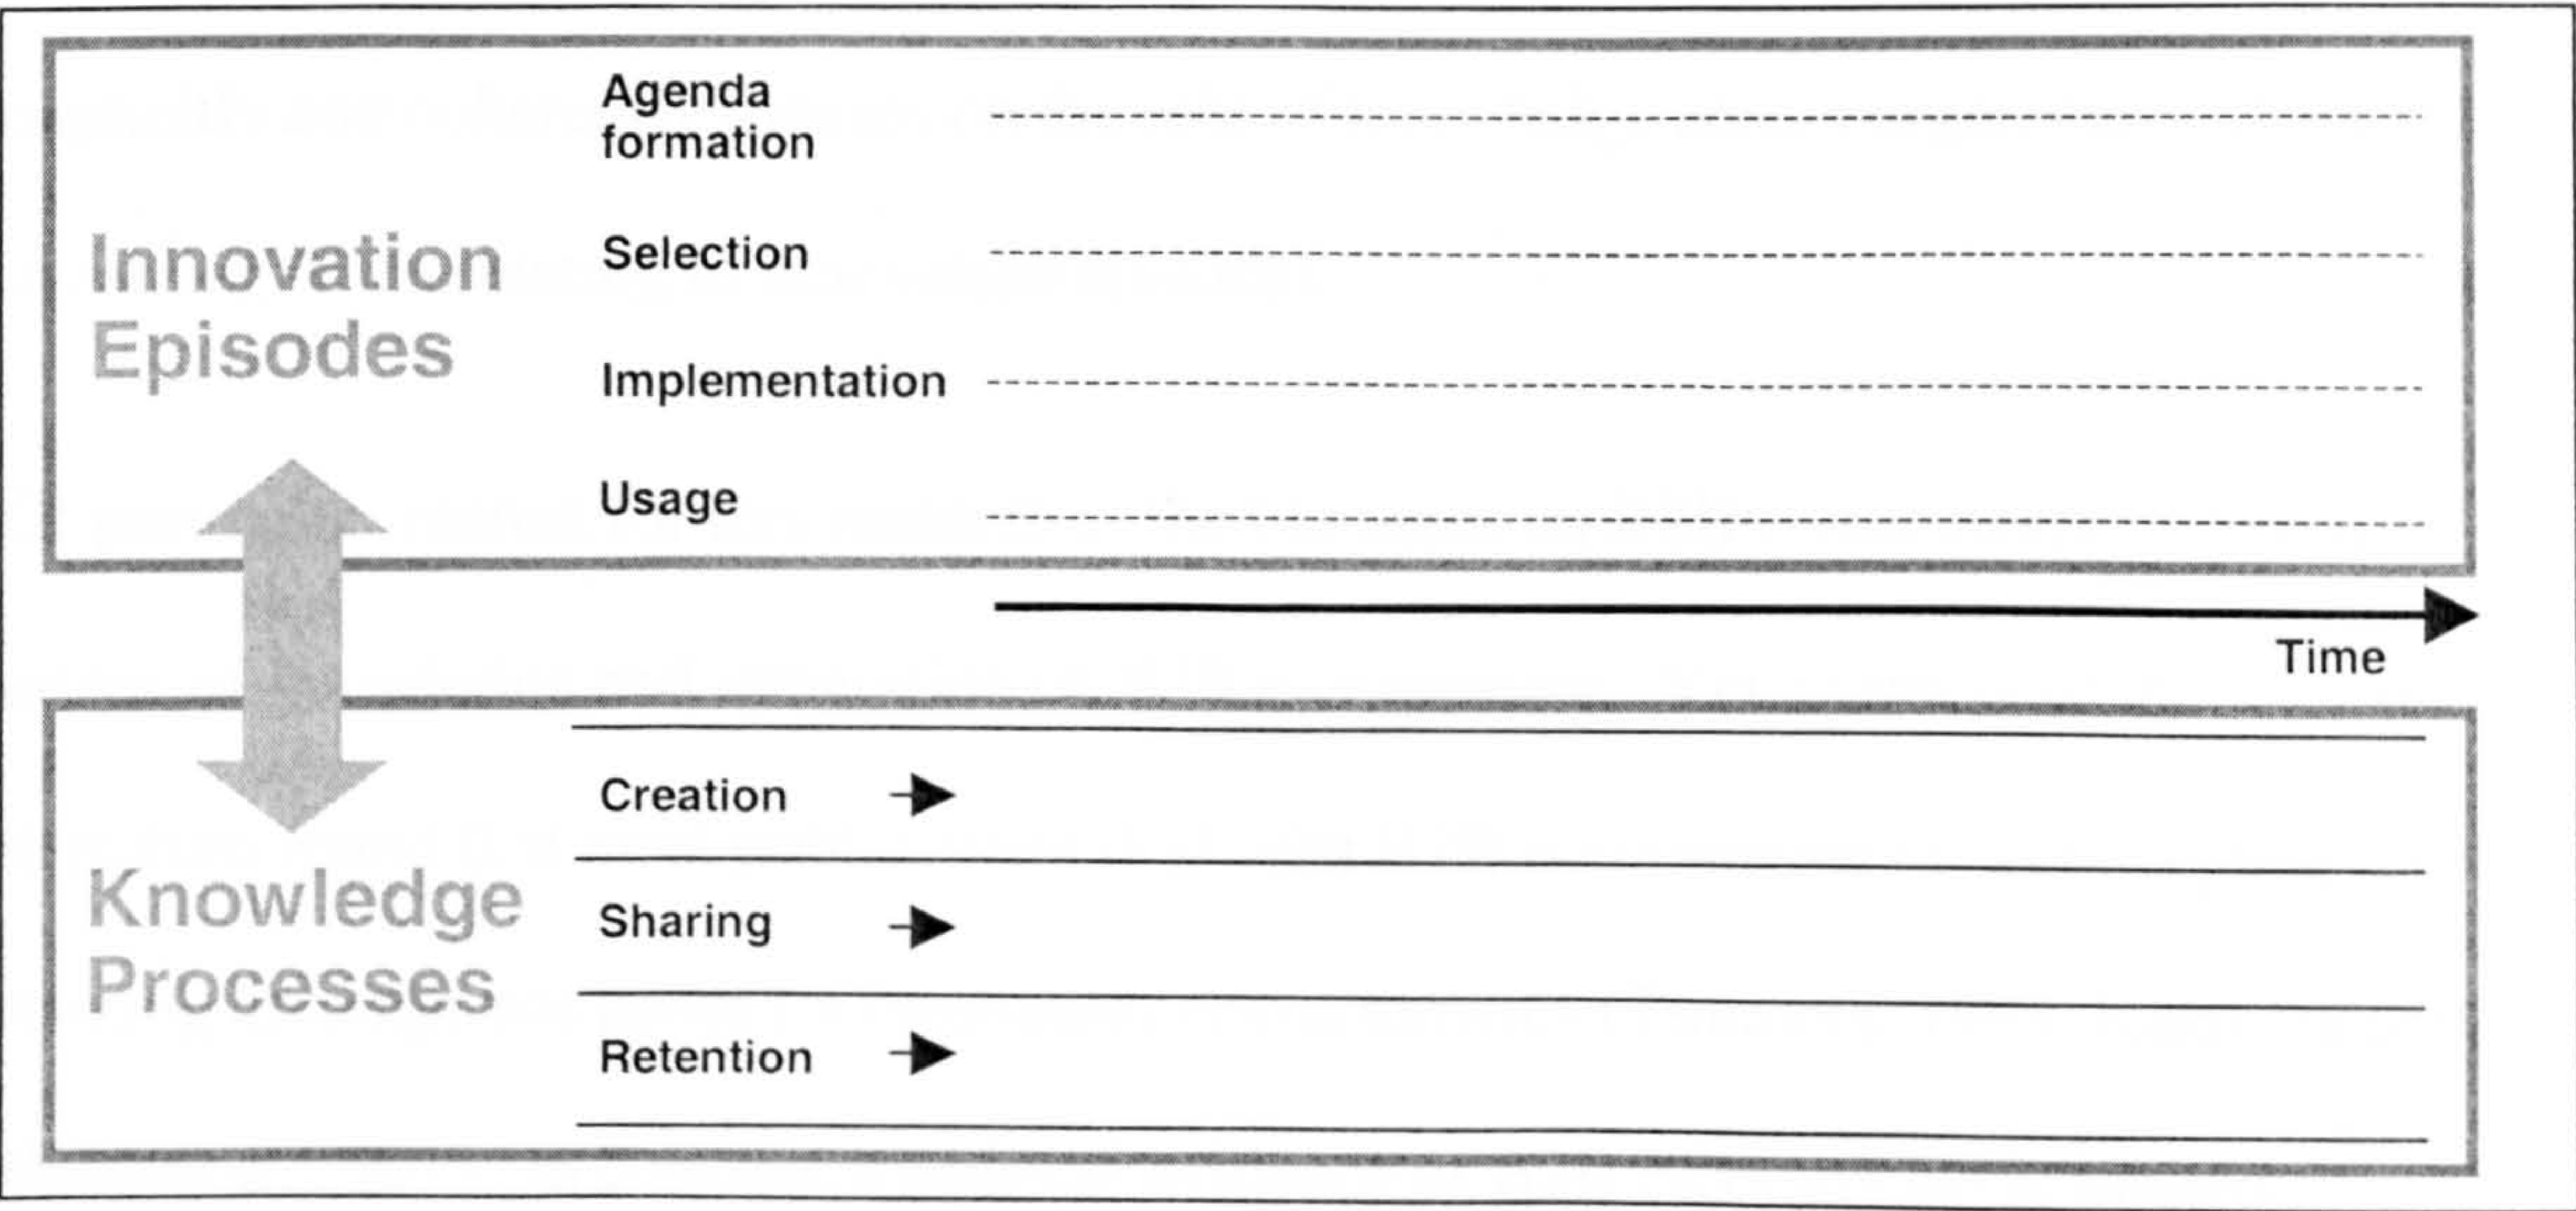 Agenda
formation
Innovation
Episodes
Selection
Implementation
Usage
Time
Knowledge
Processes
Creation
Sharing
Retention